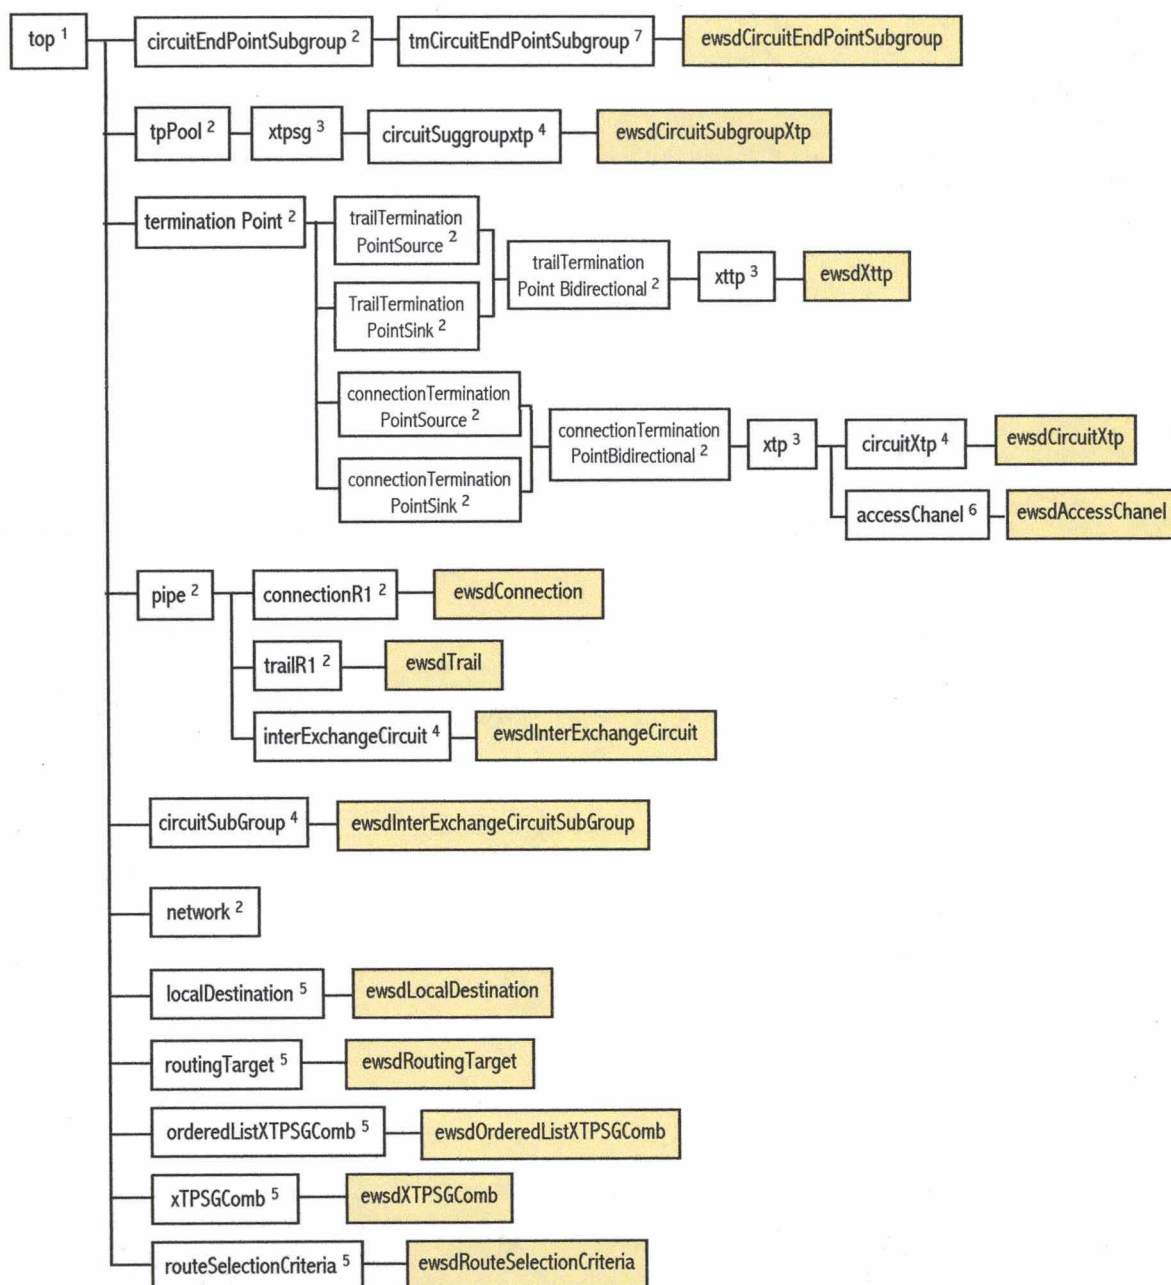 top 1
circuitEndPointSubgroup 2
tmCircuitEndPointSubgroup 7
ewsdCircuitEndPointSubgroup
tpPool 2
xtpsg 3
circuitSuggroupxtp 4
ewsdCircuitSubgroupXtp
termination Point 2
trailTermination
PointSource 2
TrailTermination
PointSink 2
trailTermination
Point Bidirectional 2
xttp 3
ewsdXttp
connectionTermination
PointSource 2
connectionTermination
PointSink 2
connectionTermination
PointBidirectional 2
xtp 3
circuitXtp 4
ewsdCircuitXtp
accessChanel 6
ewsdAccessChanel
pipe 2
connectionR1 2
ewsdConnection
trailR1 2
ewsdTrail
interExchangeCircuit 4
ewsdInterExchangeCircuit
circuitSubGroup 4
ewsdInterExchangeCircuitSubGroup
network 2
localDestination 5
ewsdLocalDestination
routingTarget 5
ewsdRoutingTarget
orderedListXTPSGComb 5
ewsdOrderedListXTPSGComb
xTPSGComb 5
ewsdXTPSGComb
routeSelectionCriteria 5
ewsdRouteSelectionCriteria